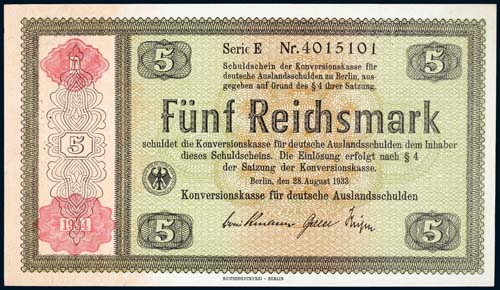 5
Serie E Nr. 4015101
5
Schuldschein der Konversionskasse für
deutsche Auslandsschulden zu Berlin, aus-
gegeben auf Grund des § 4 ihrer Satzung.
Fünf Reichsmark
5
schuldet die Konversionskasse für deutsche Auslandsschulden dem Inhaber
dieses Schuldscheins. Die Einlösung erfolgt nach § 4
der Satzung der Konversionskasse.
Berlin, den 28. August 1933
Konversionskasse für deutsche Auslandsschulden
1934
5
5
REICHSDRUCKEREI · BERLIN